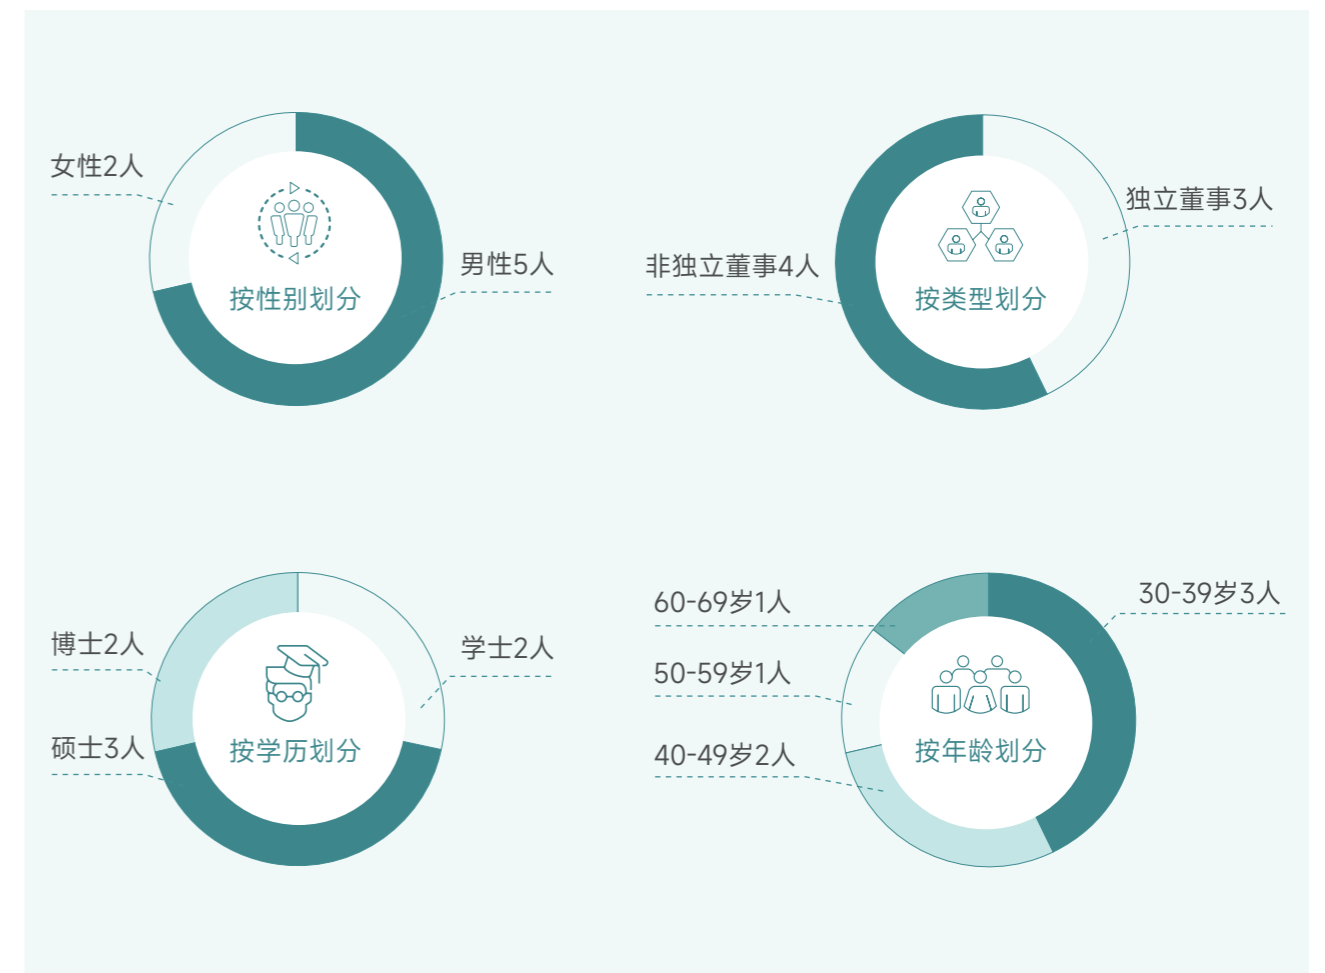 女性2人
男性5人
按性别划分
独立董事3人
非独立董事4人
按类型划分
博士2人
学士2人
硕士3人
按学历划分
60-69岁1人
30-39岁3人
50-59岁1人
40-49岁2人
按年龄划分